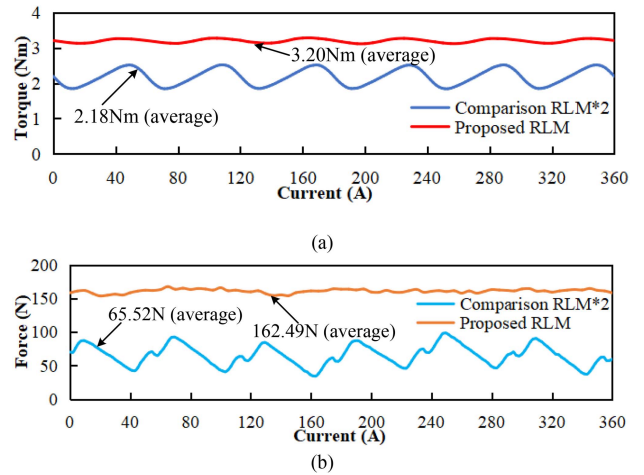 4
3
2
1
0
Torque (Nm)
3.20Nm (average)
2.18Nm (average)
Comparison RLM*2
Proposed RLM
0 40 80 120 160 200 240 280 320 360
Current (A)
(a)
200
150
100
50
0
Force (N)
65.52N (average)
162.49N (average)
Comparison RLM*2
Proposed RLM
0 40 80 120 160 200 240 280 320 360
Current (A)
(b)